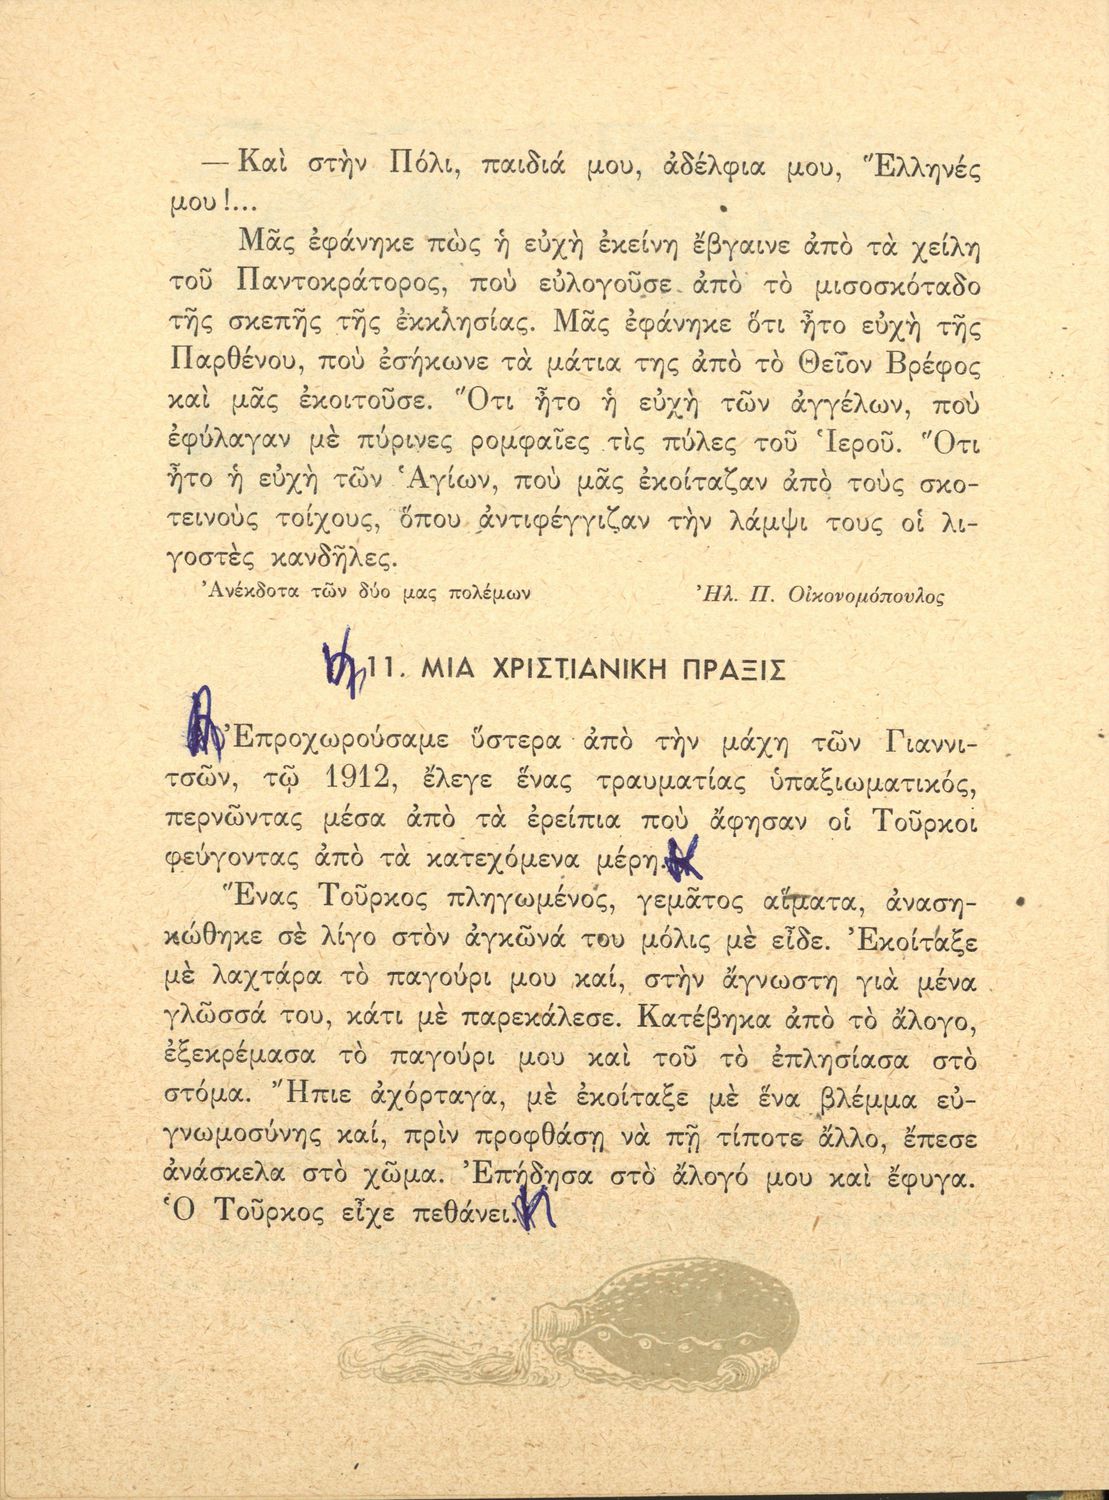 — Καὶ στὴν Πόλι, παιδιά μου, ἀδέλφια μου, Ἕλληνές
μου!...
Μᾶς ἐφάνηκε πὼς ἡ εὐχὴ ἐκείνη ἔβγαινε ἀπὸ τὰ χείλη
τοῦ Παντοκράτορος, ποὺ εὐλογοῦσε ἀπὸ τὸ μισοσκόταδο
τῆς σκεπῆς τῆς ἐκκλησίας. Μᾶς ἐφάνηκε ὅτι ἦτο εὐχὴ τῆς
Παρθένου, ποὺ ἐσήκωνε τὰ μάτια της ἀπὸ τὸ Θεῖον Βρέφος
καὶ μᾶς ἐκοιτοῦσε. Ὅτι ἦτο ἡ εὐχὴ τῶν ἀγγέλων, ποὺ
ἐφύλαγαν μὲ πύρινες ρομφαῖες τὶς πύλες τοῦ Ἱεροῦ. Ὅτι
ἦτο ἡ εὐχὴ τῶν Ἁγίων, ποὺ μᾶς ἐκοίταζαν ἀπὸ τοὺς σκο-
τεινοὺς τοίχους, ὅπου ἀντιφέγγιζαν τὴν λάμψι τους οἱ λι-
γοστὲς κανδῆλες.
Ἀνέκδοτα τῶν δύο μας πολέμων Ἠλ. Π. Οἰκονομόπουλος
11. ΜΙΑ ΧΡΙΣΤΙΑΝΙΚΗ ΠΡΑΞΙΣ
Ἐπροχωρούσαμε ὕστερα ἀπὸ τὴν μάχη τῶν Γιαννι-
τσῶν, τῷ 1912, ἔλεγε ἕνας τραυματίας ὑπαξιωματικός,
περνῶντας μέσα ἀπὸ τὰ ἐρείπια ποὺ ἄφησαν οἱ Τοῦρκοι
φεύγοντας ἀπὸ τὰ κατεχόμενα μέρη.
Ἕνας Τοῦρκος πληγωμένος, γεμᾶτος αἵματα, ἀναση-
κώθηκε σὲ λίγο στὸν ἀγκῶνά του μόλις μὲ εἶδε. Ἐκοίταξε
μὲ λαχτάρα τὸ παγούρι μου καί, στὴν ἄγνωστη γιὰ μένα
γλῶσσά του, κάτι μὲ παρεκάλεσε. Κατέβηκα ἀπὸ τὸ ἄλογο,
ἐξεκρέμασα τὸ παγούρι μου καὶ τοῦ τὸ ἐπλησίασα στὸ
στόμα. Ἤπιε ἀχόρταγα, μὲ ἐκοίταξε μὲ ἕνα βλέμμα εὐ-
γνωμοσύνης καί, πρὶν προφθάσῃ νὰ πῇ τίποτε ἄλλο, ἔπεσε
ἀνάσκελα στὸ χῶμα. Ἐπήδησα στὸ ἄλογό μου καὶ ἔφυγα.
Ὁ Τοῦρκος εἶχε πεθάνει.